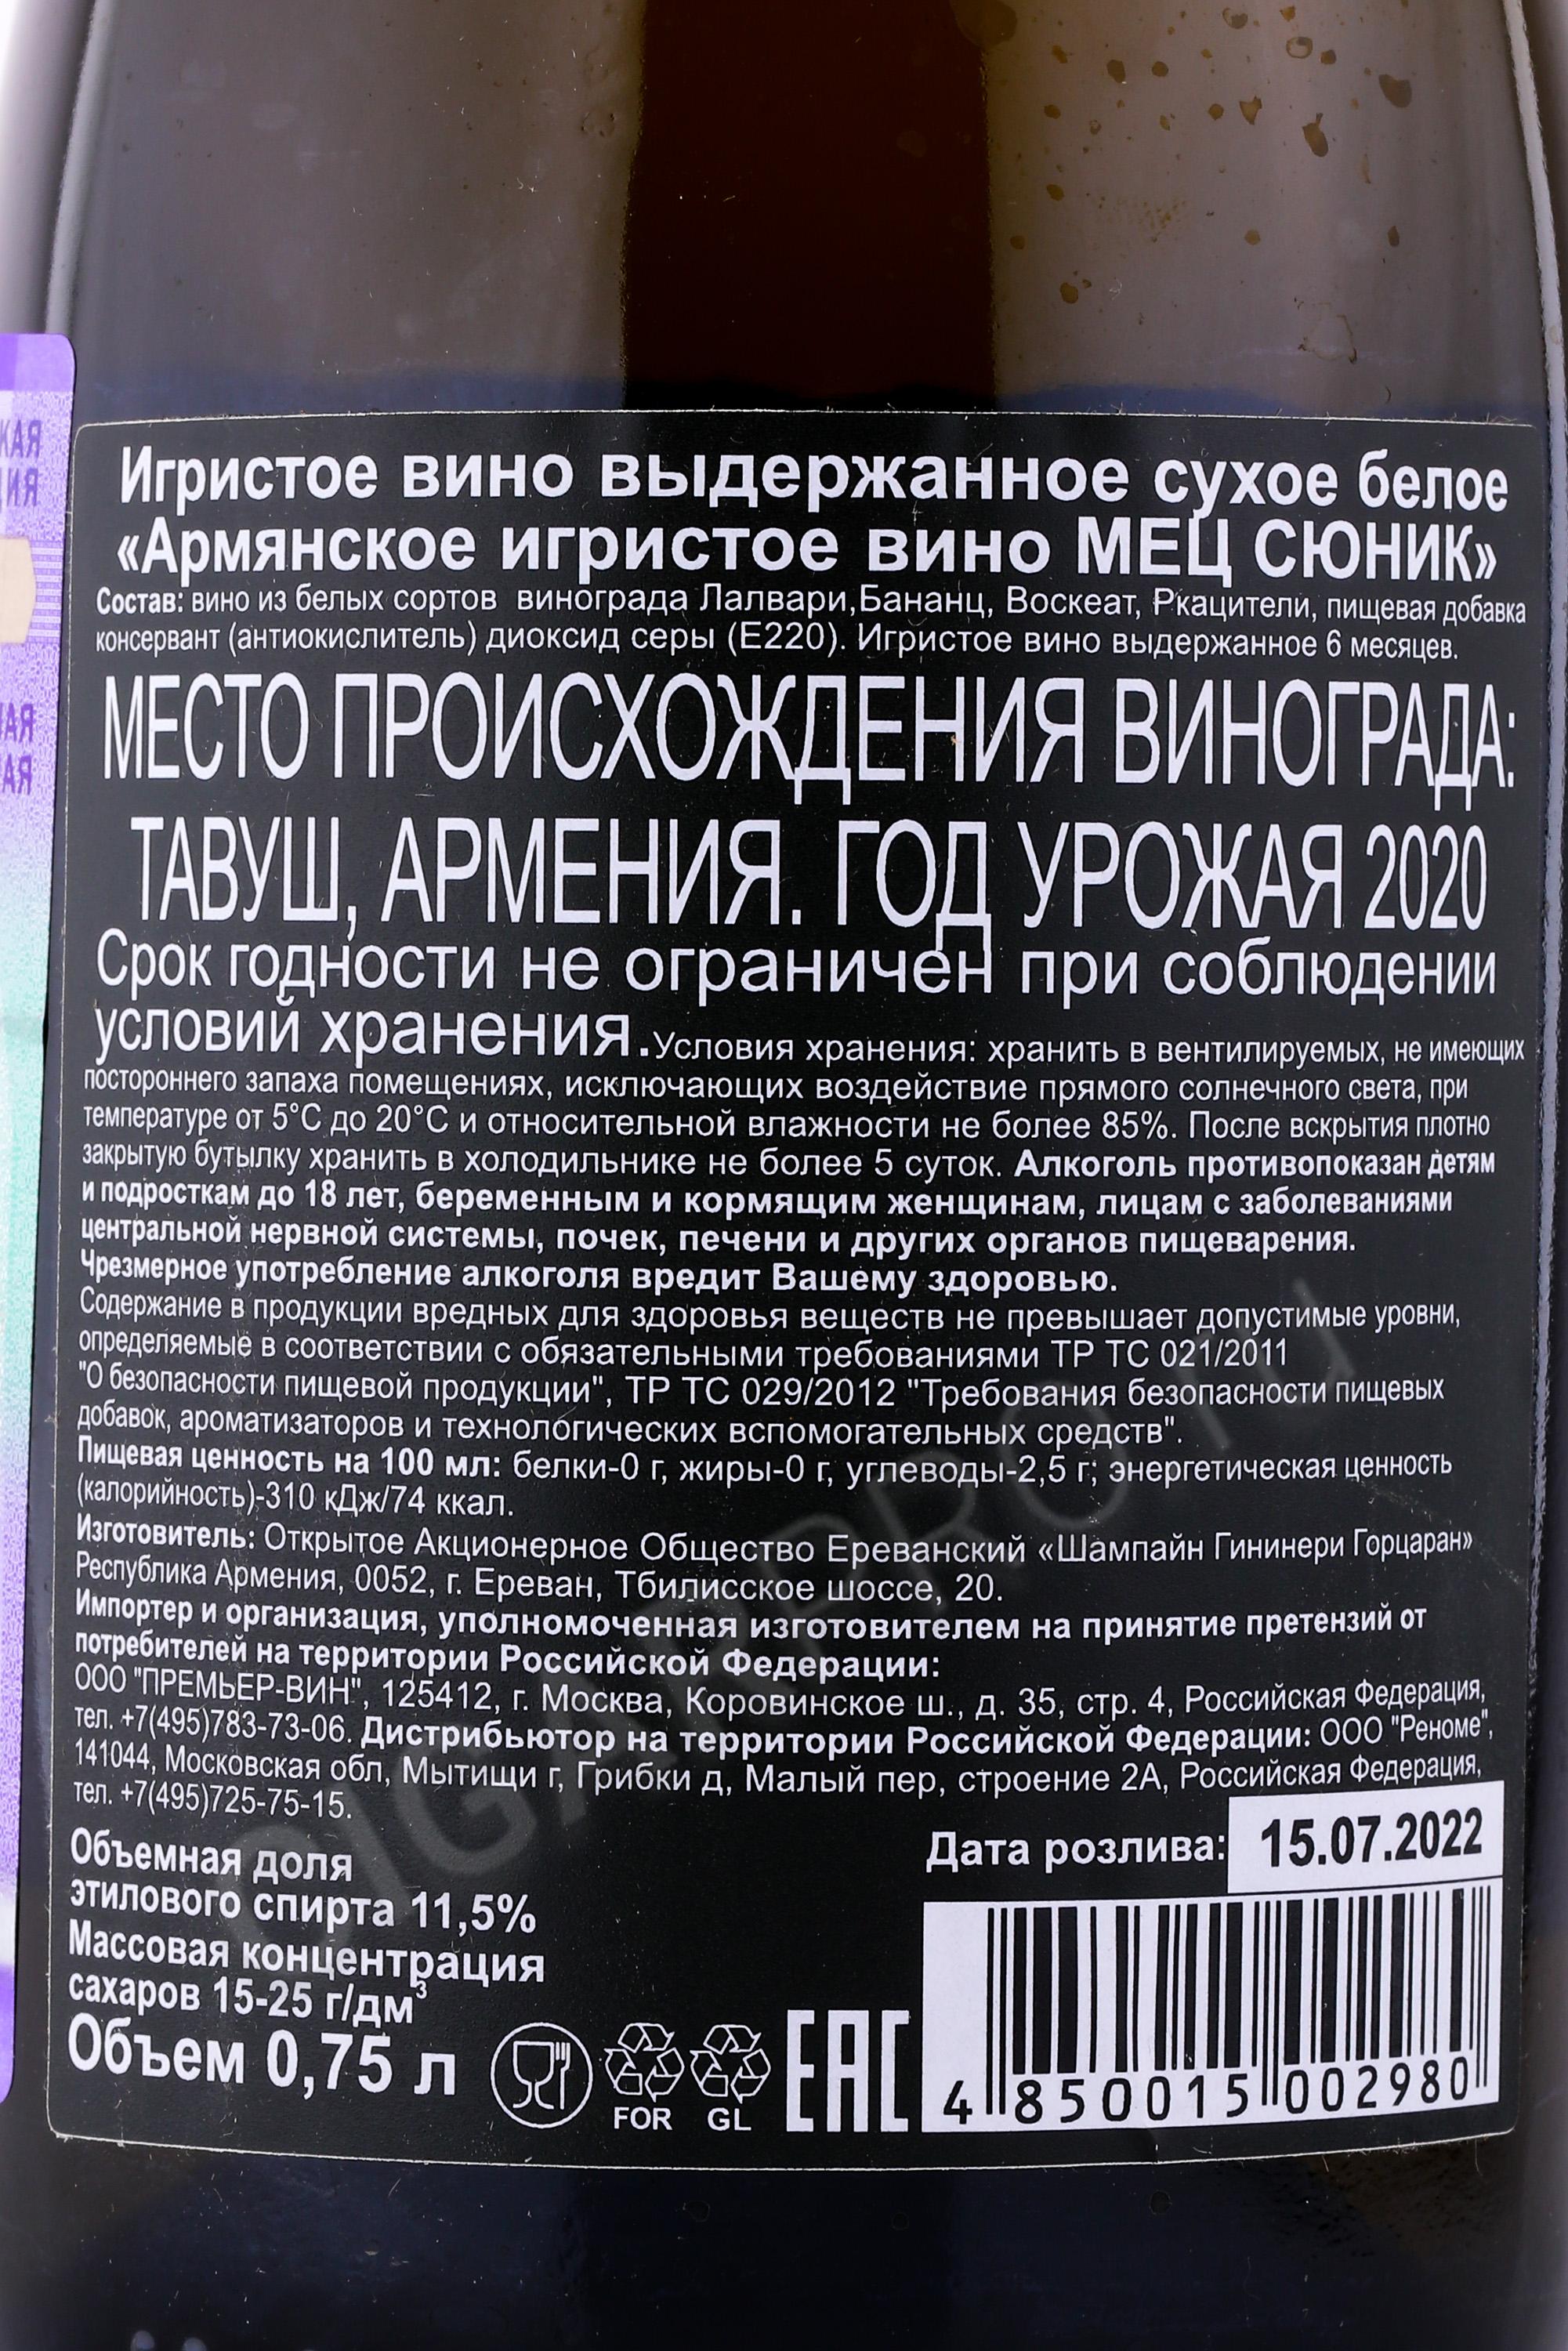 КАЯ
ЦИЯ
Игристое вино выдержанное сухое белое
«Армянское игристое вино МЕЦ СЮНИК»
Состав: вино из белых сортов винограда Лалвари,Бананц, Воскеат, Ркацители, пищевая добавка
консервант (антиокислитель) диоксид серы (Е220). Игристое вино выдержанное 6 месяцев.
МЕСТО ПРОИСХОЖДЕНИЯ ВИНОГРАДА:
ТАВУШ, АРМЕНИЯ. ГОД УРОЖАЯ 2020
Срок годности не ограничен при соблюдении
условий хранения.Условия хранения: хранить в вентилируемых, не имеющих
постороннего запаха помещениях, исключающих воздействие прямого солнечного света, при
температуре от 5°С до 20°С и относительной влажности не более 85%. После вскрытия плотно
закрытую бутылку хранить в холодильнике не более 5 суток. Алкоголь противопоказан детям
и подросткам до 18 лет, беременным и кормящим женщинам, лицам с заболеваниями
центральной нервной системы, почек, печени и других органов пищеварения.
Чрезмерное употребление алкоголя вредит Вашему здоровью.
Содержание в продукции вредных для здоровья веществ не превышает допустимые уровни,
определяемые в соответствии с обязательными требованиями ТР ТС 021/2011
"О безопасности пищевой продукции", ТР ТС 029/2012 "Требования безопасности пищевых
добавок, ароматизаторов и технологических вспомогательных средств".
Пищевая ценность на 100 мл: белки-0 г, жиры-0 г, углеводы-2,5 г; энергетическая ценность
(калорийность)-310 кДж/74 ккал.
Изготовитель: Открытое Акционерное Общество Ереванский «Шампайн Гининери Горцаран»
Республика Армения, 0052, г. Ереван, Тбилисское шоссе, 20.
Импортер и организация, уполномоченная изготовителем на принятие претензий от
потребителей на территории Российской Федерации:
ООО "ПРЕМЬЕР-ВИН", 125412, г. Москва, Коровинское ш., д. 35, стр. 4, Российская Федерация,
тел. +7(495)783-73-06. Дистрибьютор на территории Российской Федерации: ООО "Реноме",
141044, Московская обл, Мытищи г, Грибки д, Малый пер, строение 2А, Российская Федерация,
тел. +7(495)725-75-15.
Объемная доля
этилового спирта 11,5%
Массовая концентрация
сахаров 15-25 г/дм³
Объем 0,75 л
FOR GL
EAC
Дата розлива: 15.07.2022
4 850015 002980
CIGARPRO.ru